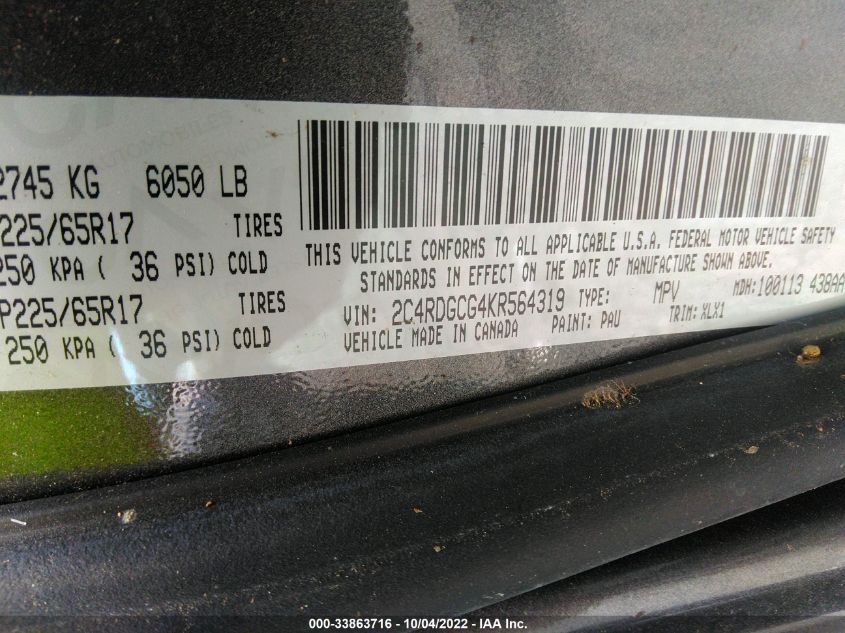 2745 KG 6050 LB
225/65R17 TIRES
250 KPA ( 36 PSI) COLD
P225/65R17 TIRES
250 KPA ( 36 PSI) COLD
THIS VEHICLE CONFORMS TO ALL APPLICABLE U.S.A. FEDERAL MOTOR VEHICLE SAFETY
STANDARDS IN EFFECT ON THE DATE OF MANUFACTURE SHOWN ABOVE.
VIN: 2C4RDGCG4KR564319 TYPE: MPV MDH:100113 438AA
VEHICLE MADE IN CANADA PAINT: PAU TRIM: XLX1
000-33863716 - 10/04/2022 - IAA Inc.